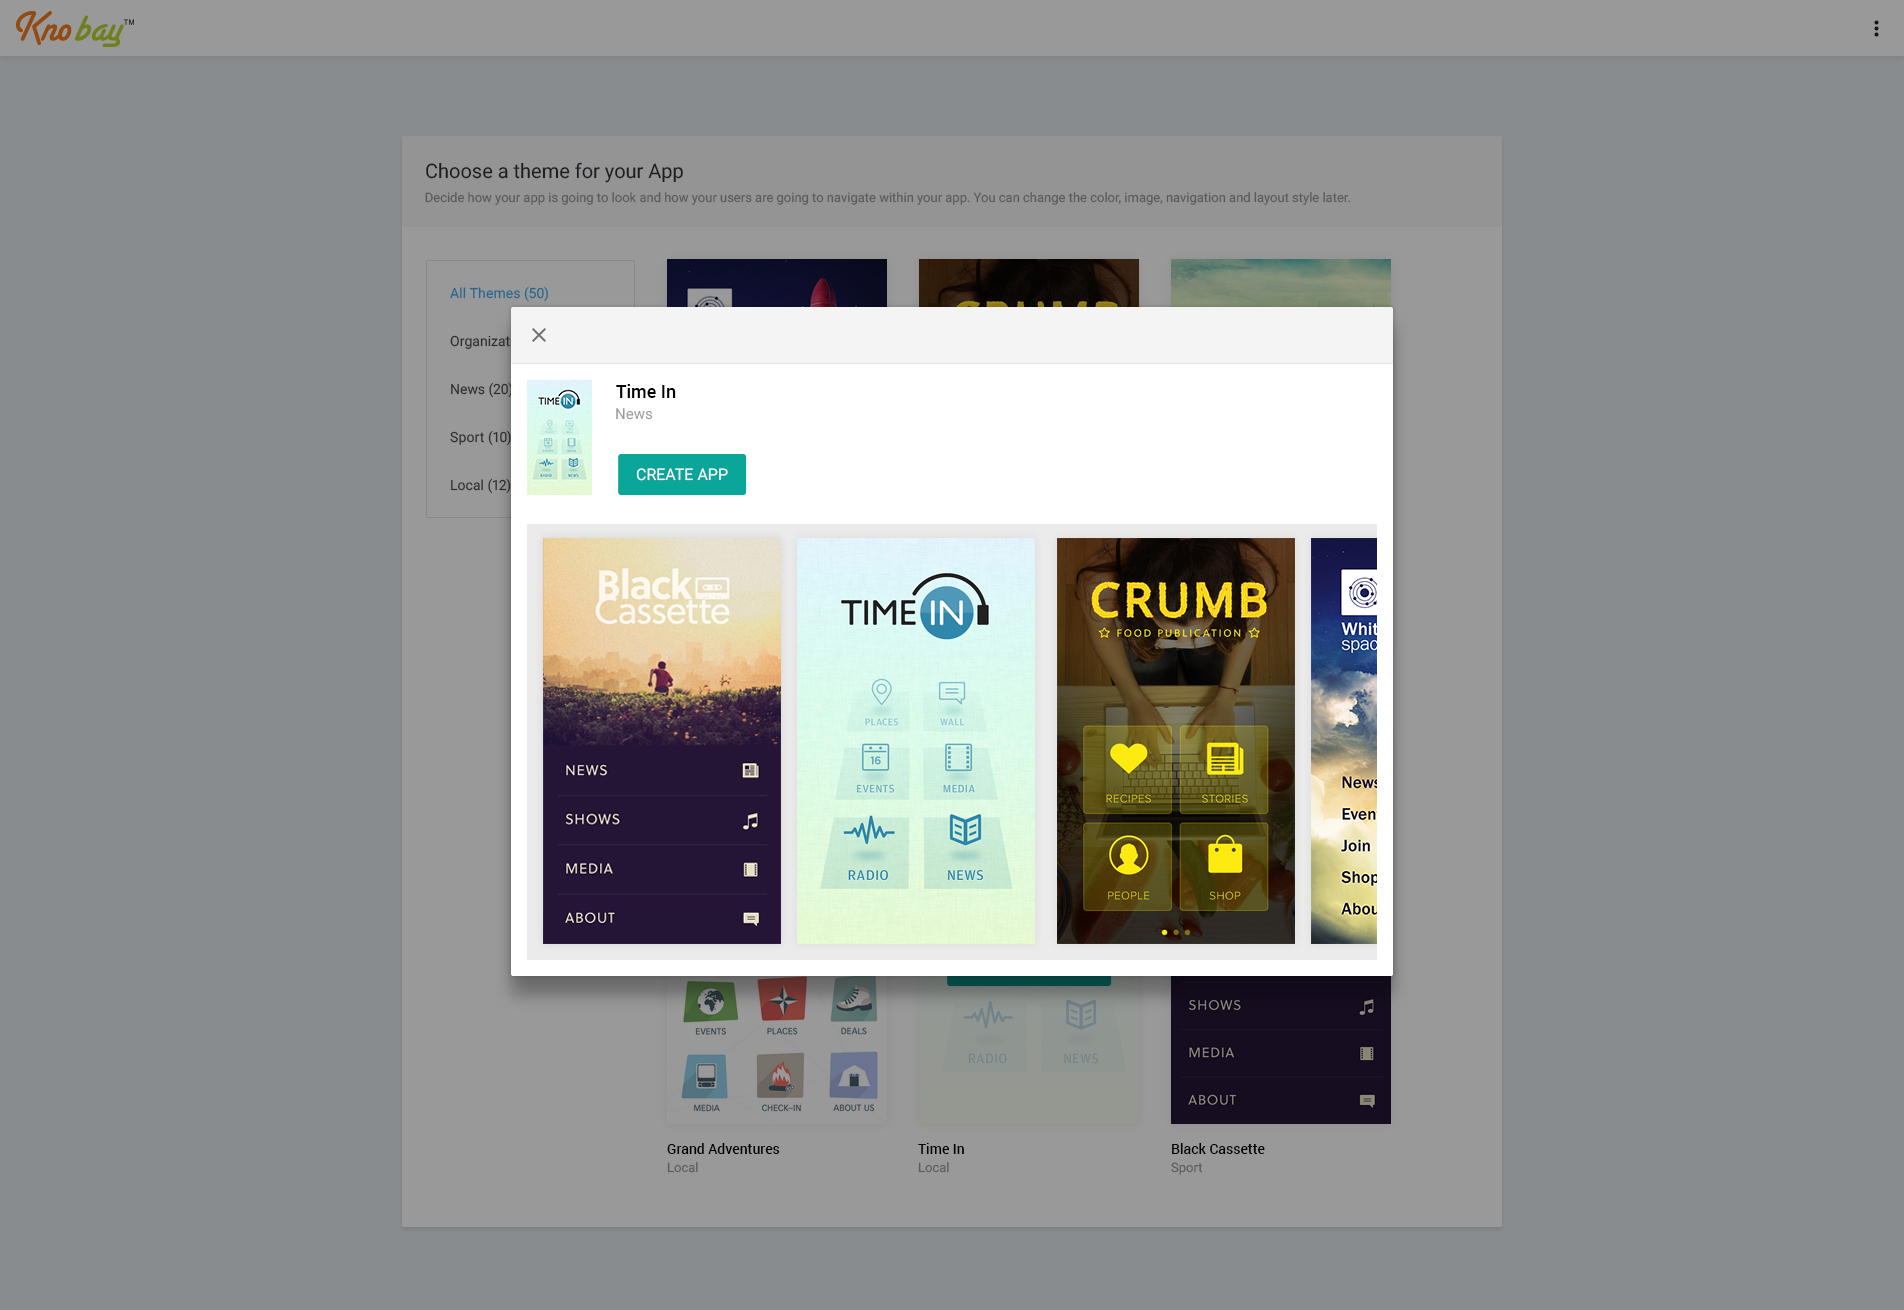 Kno bay™
Choose a theme for your App
Decide how your app is going to look and how your users are going to navigate within your app. You can change the color, image, navigation and layout style later.
All Themes (50)
News (20)
Sport (10)
Local (12)
CRUMB
Time In
News
CREATE APP
TIME IN
RADIO
NEWS
Black
Cassette
NEWS
SHOWS
MEDIA
ABOUT
TIME IN
PLACES
WALL
16
EVENTS
MEDIA
RADIO
NEWS
CRUMB
FOOD PUBLICATION
RECIPES
STORIES
PEOPLE
SHOP
Whit
spac
News
Even
Join
Shop
Abou
EVENTS
PLACES
DEALS
MEDIA
CHECK-IN
ABOUT US
Grand Adventures
Local
RADIO
NEWS
Time In
Local
SHOWS
MEDIA
ABOUT
Black Cassette
Sport